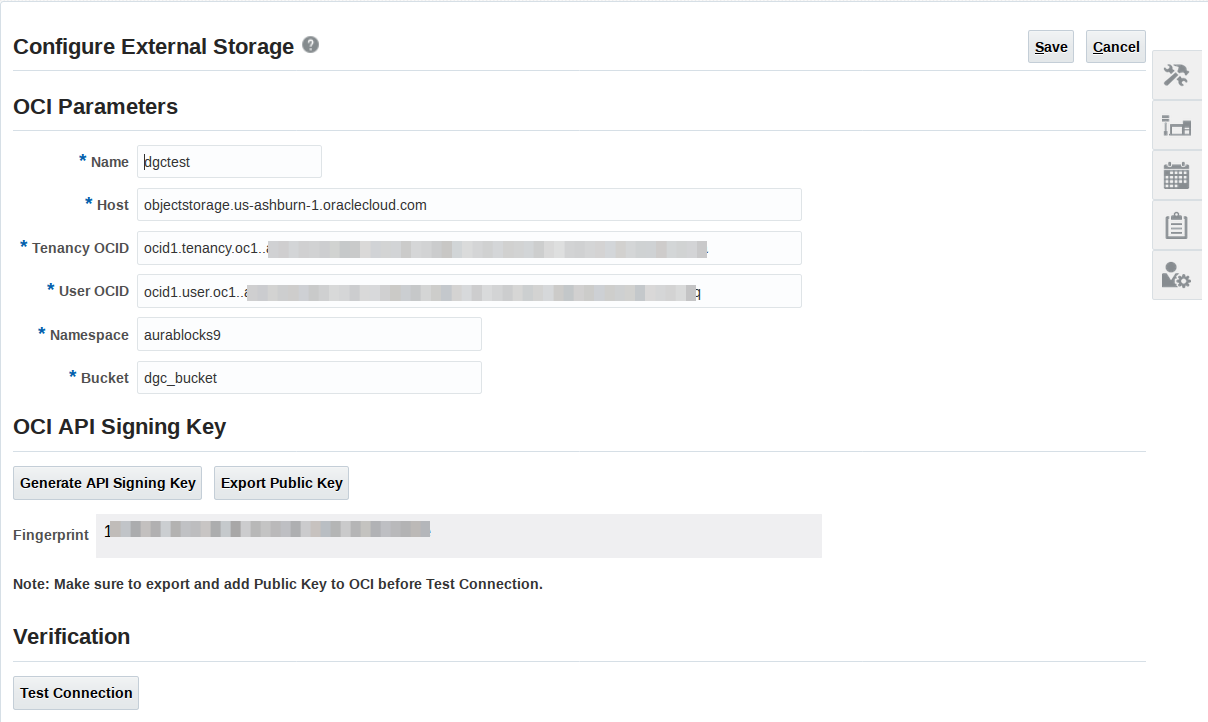 Configure External Storage ?
Save Cancel
OCI Parameters
* Name dgctest
* Host objectstorage.us-ashburn-1.oraclecloud.com
* Tenancy OCID ocid1.tenancy.oc1..a
* User OCID ocid1.user.oc1..a q
* Namespace aurablocks9
* Bucket dgc_bucket
OCI API Signing Key
Generate API Signing Key Export Public Key
Fingerprint 1
Note: Make sure to export and add Public Key to OCI before Test Connection.
Verification
Test Connection